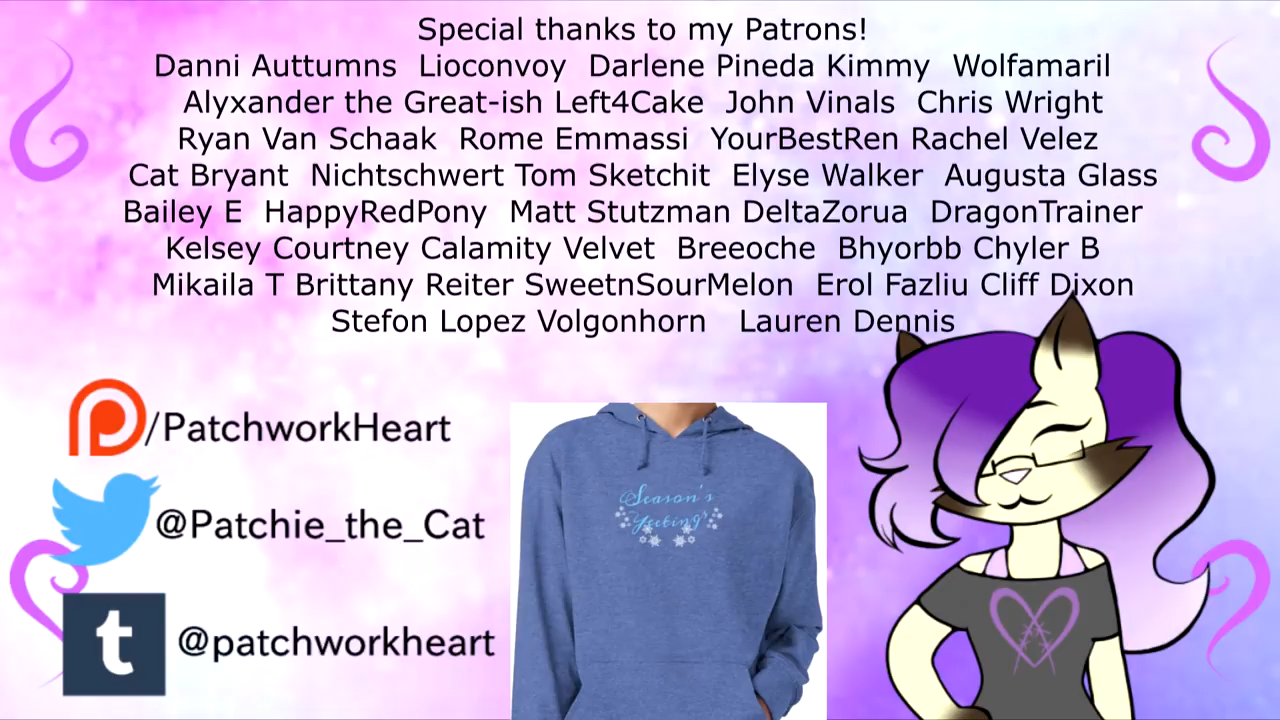 Special thanks to my Patrons!
Danni Auttumns Lioconvoy Darlene Pineda Kimmy Wolfamaril
Alyxander the Great-ish Left4Cake John Vinals Chris Wright
Ryan Van Schaak Rome Emmassi YourBestRen Rachel Velez
Cat Bryant Nichtschwert Tom Sketchit Elyse Walker Augusta Glass
Bailey E HappyRedPony Matt Stutzman DeltaZorua DragonTrainer
Kelsey Courtney Calamity Velvet Breeoche Bhyorbb Chyler B
Mikaila T Brittany Reiter SweetnSourMelon Erol Fazliu Cliff Dixon
Stefon Lopez Volgonhorn Lauren Dennis
/PatchworkHeart
@Patchie_the_Cat
t
@patchworkheart
Season's